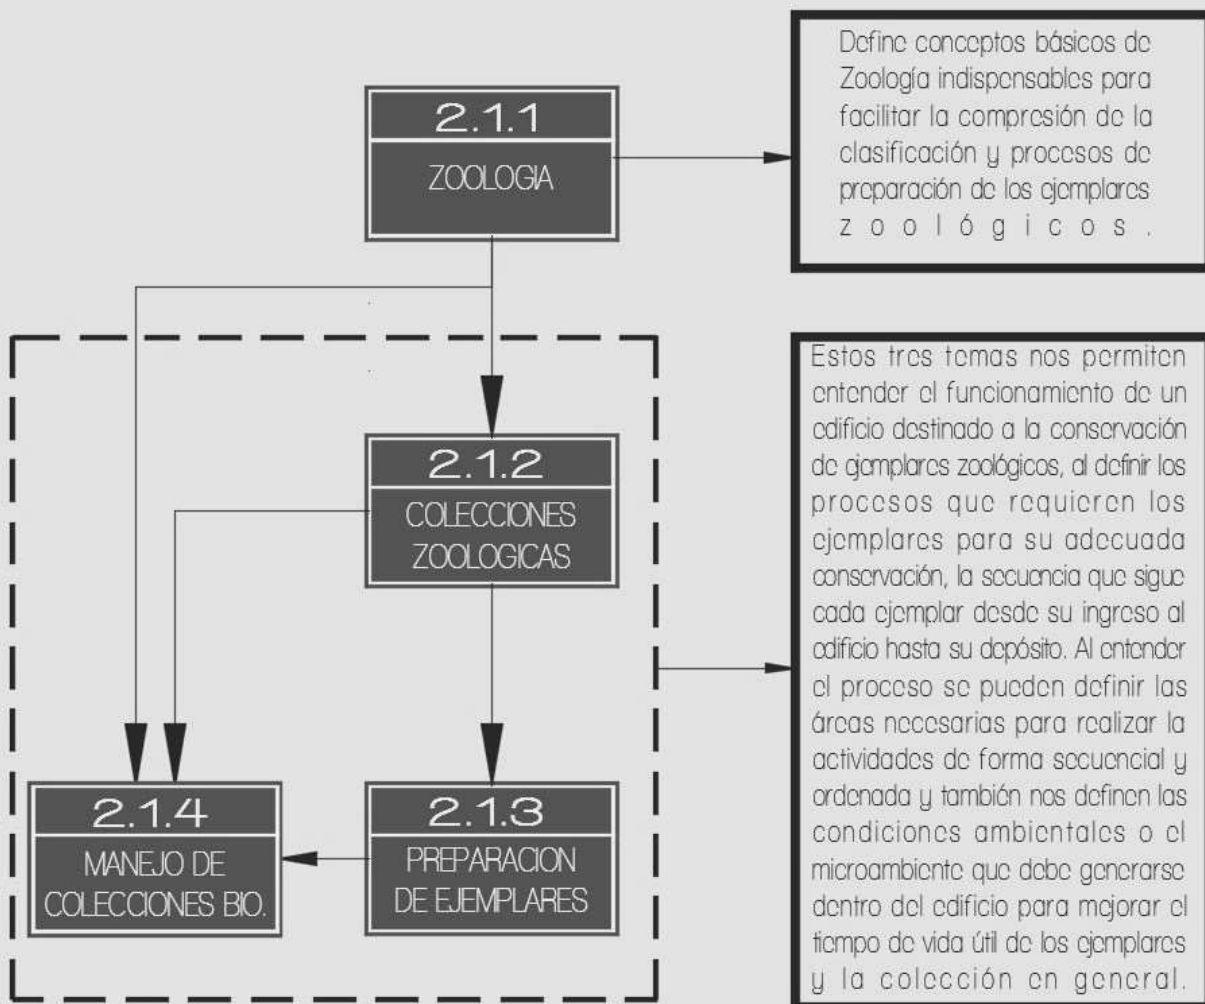 2.1.1
ZOOLOGIA
Define conceptos básicos de
Zoología indispensables para
facilitar la compresión de la
clasificación y procesos de
preparación de los ejemplares
zoológicos.
2.1.2
COLECCIONES
ZOOLOGICAS
2.1.4
MANEJO DE
COLECCIONES BIO.
2.1.3
PREPARACION
DE EJEMPLARES
Estos tres temas nos permiten
entender el funcionamiento de un
edificio destinado a la conservación
de ejemplares zoológicos, al definir los
procesos que requieren los
ejemplares para su adecuada
conservación, la secuencia que sigue
cada ejemplar desde su ingreso al
edificio hasta su depósito. Al entender
el proceso se pueden definir las
áreas necesarias para realizar la
actividades de forma secuencial y
ordenada y también nos definen las
condiciones ambientales o el
microambiente que debe generarse
dentro del edificio para mejorar el
tiempo de vida útil de los ejemplares
y la colección en general.